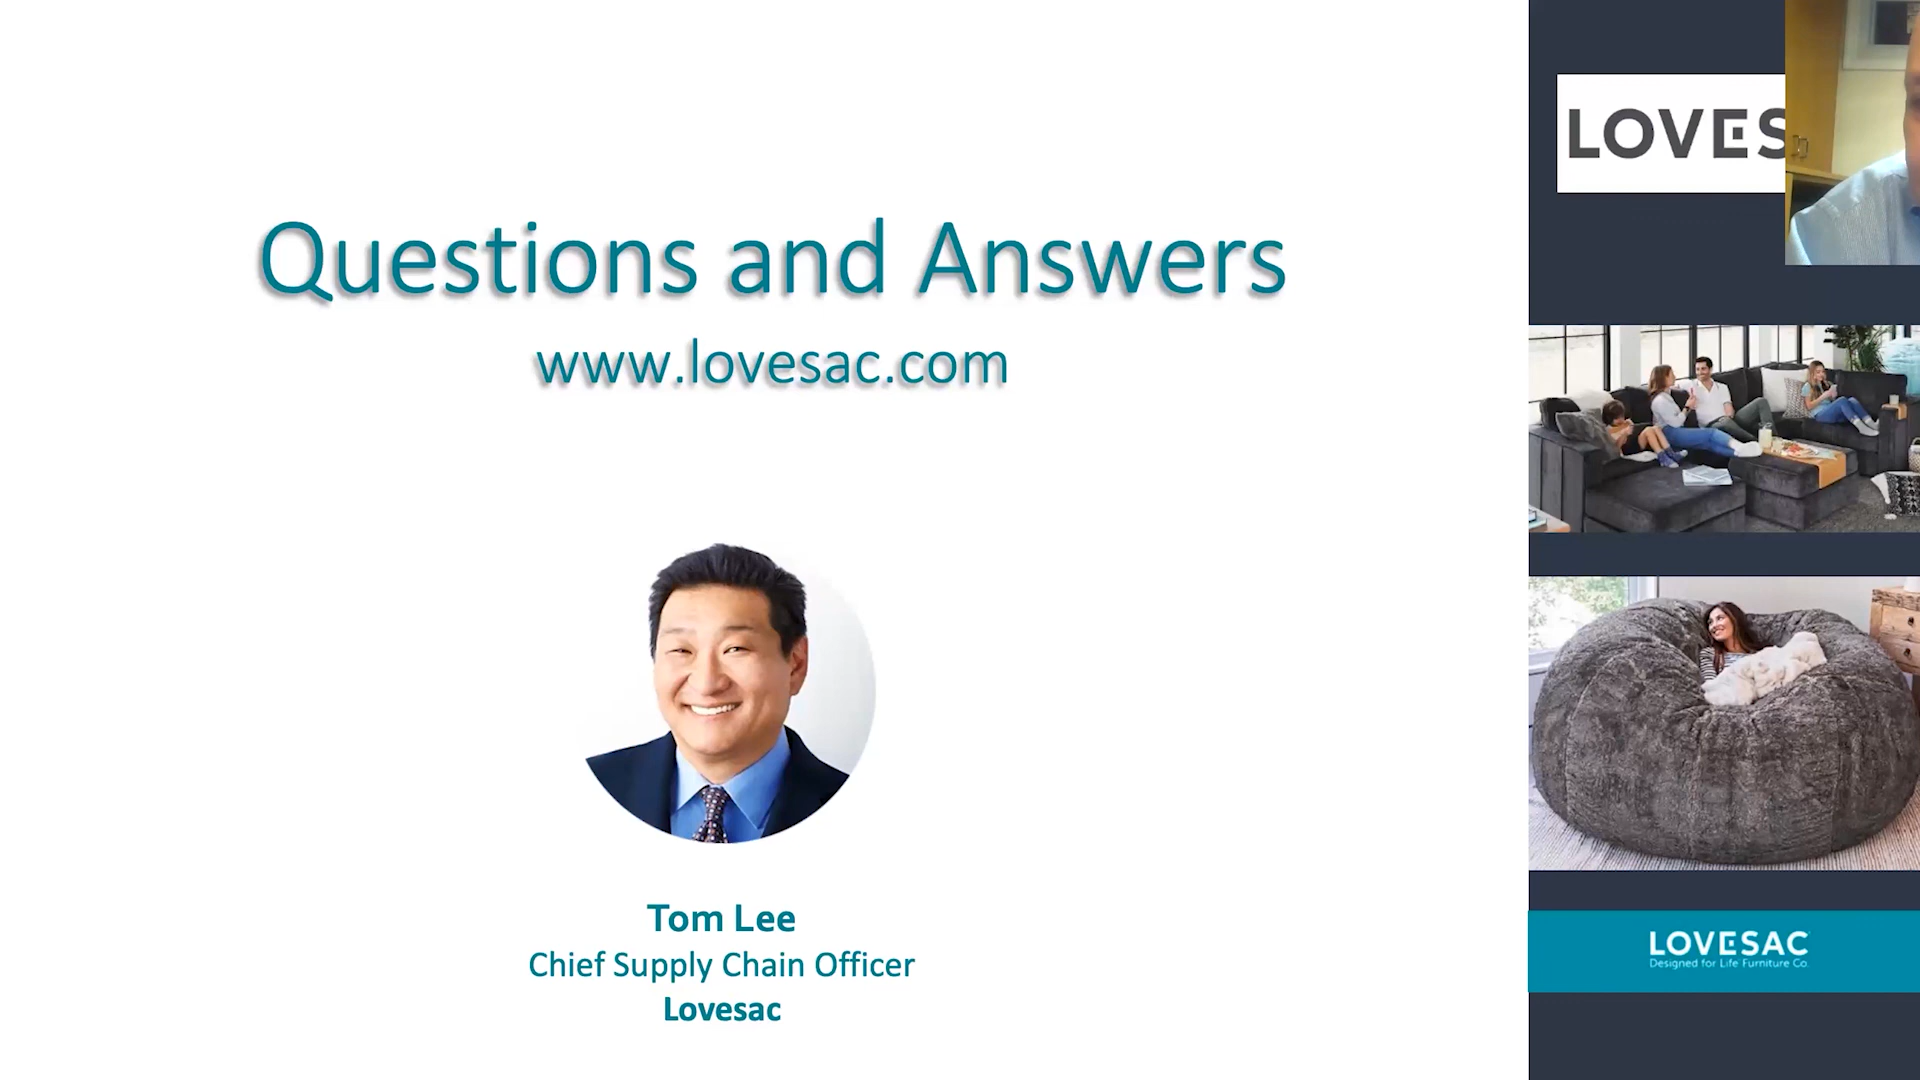 Questions and Answers
www.lovesac.com
Tom Lee
Chief Supply Chain Officer
Lovesac
LOVES
LOVESAC
Designed for Life Furniture Co.